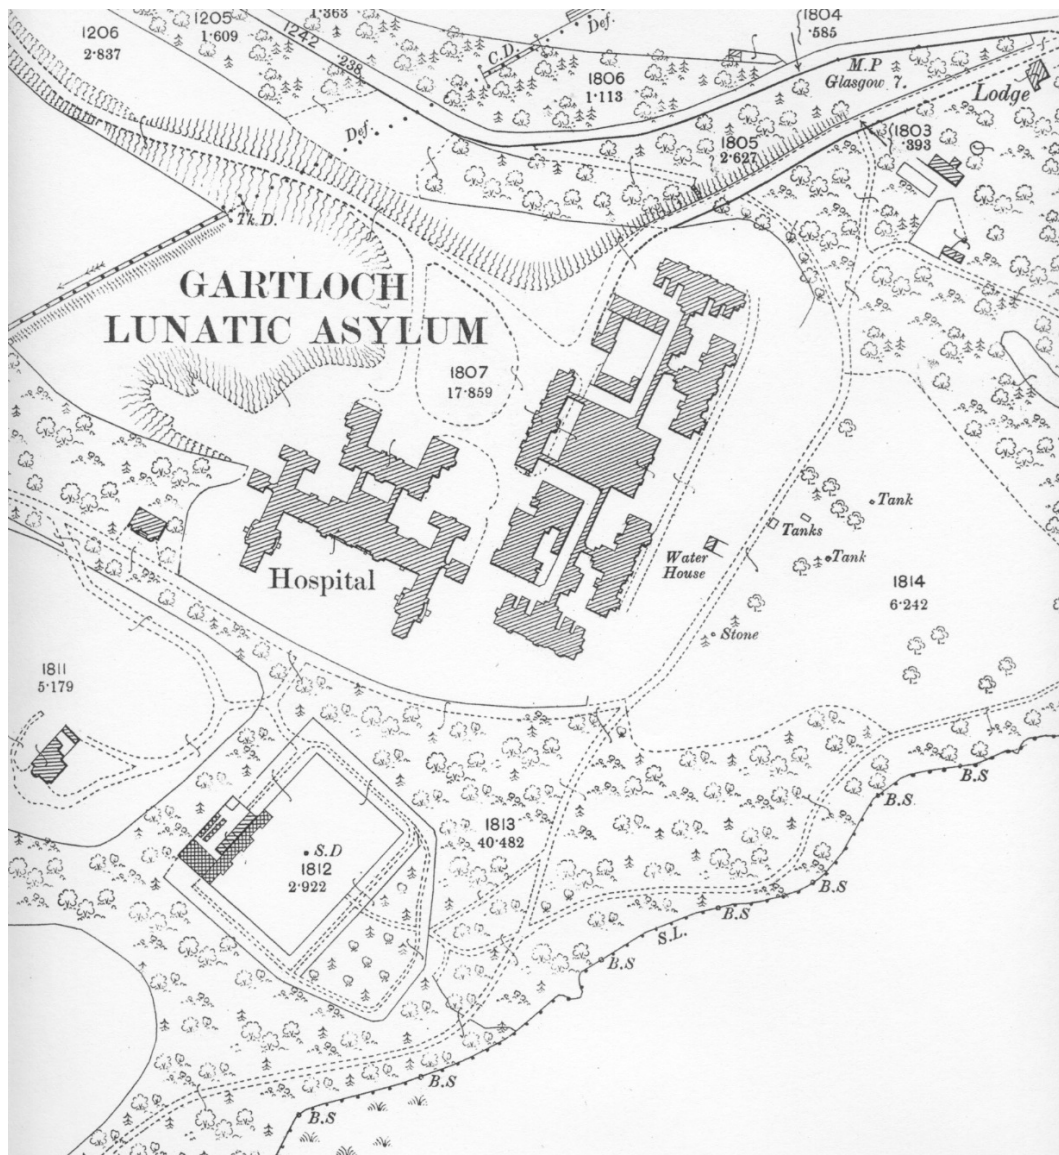 1206
2·837
1205
1·609
1·363
1242
·238
C.D.
Def.
1806
1·113
1804
·585
M.P
Glasgow 7.
Lodge
Def.
1805
2·627
1803
·393
Tk.D.
GARTLOCH
LUNATIC ASYLUM
1807
17·859
Tank
Tanks
Tank
Water
House
Hospital
1814
6·242
Stone
1811
5·179
B.S
B.S.
1813
40·482
S.D
1812
2·922
B.S
B.S
S.L.
B.S
B.S
B.S